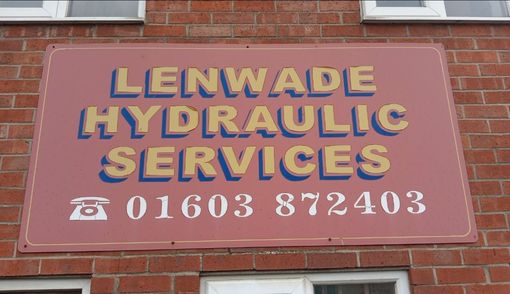 LENWADE
HYDRAULIC
SERVICES
☎ 01603 872403